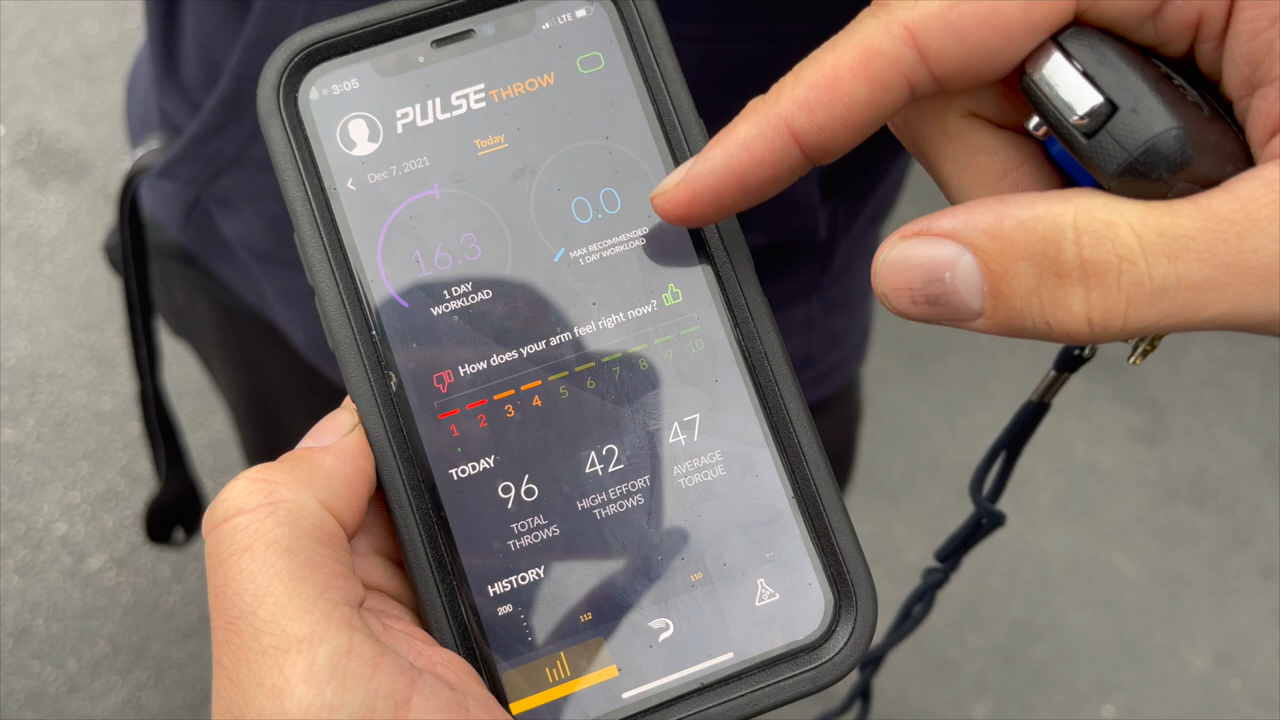 3:05
LTE
PULSE THROW
Today
Dec 7, 2021
16.3
1 DAY
WORKLOAD
0.0
MAX RECOMMENDED
1 DAY WORKLOAD
How does your arm feel right now?
1 2 3 4 5 6 7 8 9 10
TODAY
96
TOTAL
THROWS
42
HIGH EFFORT
THROWS
47
AVERAGE
TORQUE
HISTORY
200
112
110